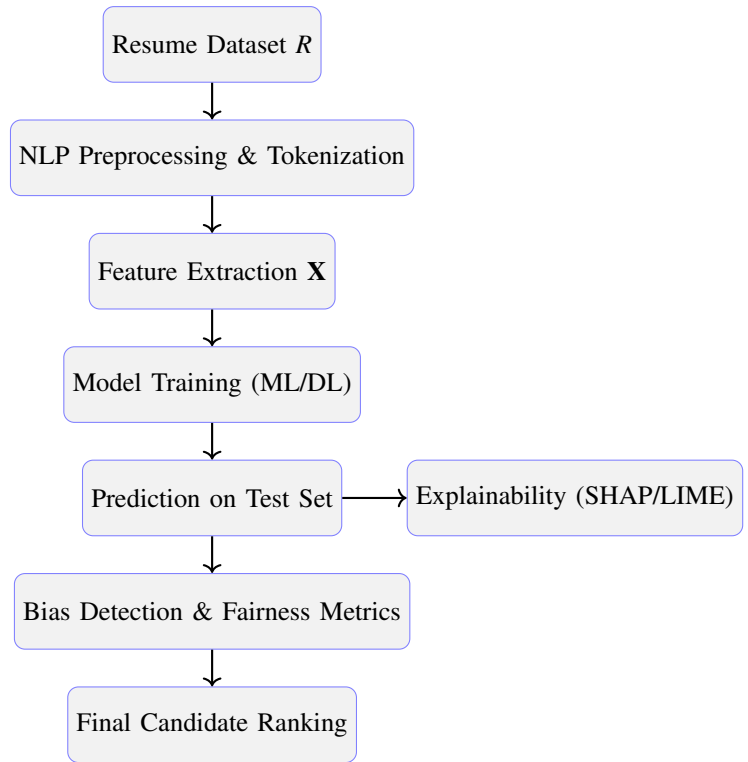 Resume Dataset R
NLP Preprocessing & Tokenization
Feature Extraction X
Model Training (ML/DL)
Prediction on Test Set
Explainability (SHAP/LIME)
Bias Detection & Fairness Metrics
Final Candidate Ranking